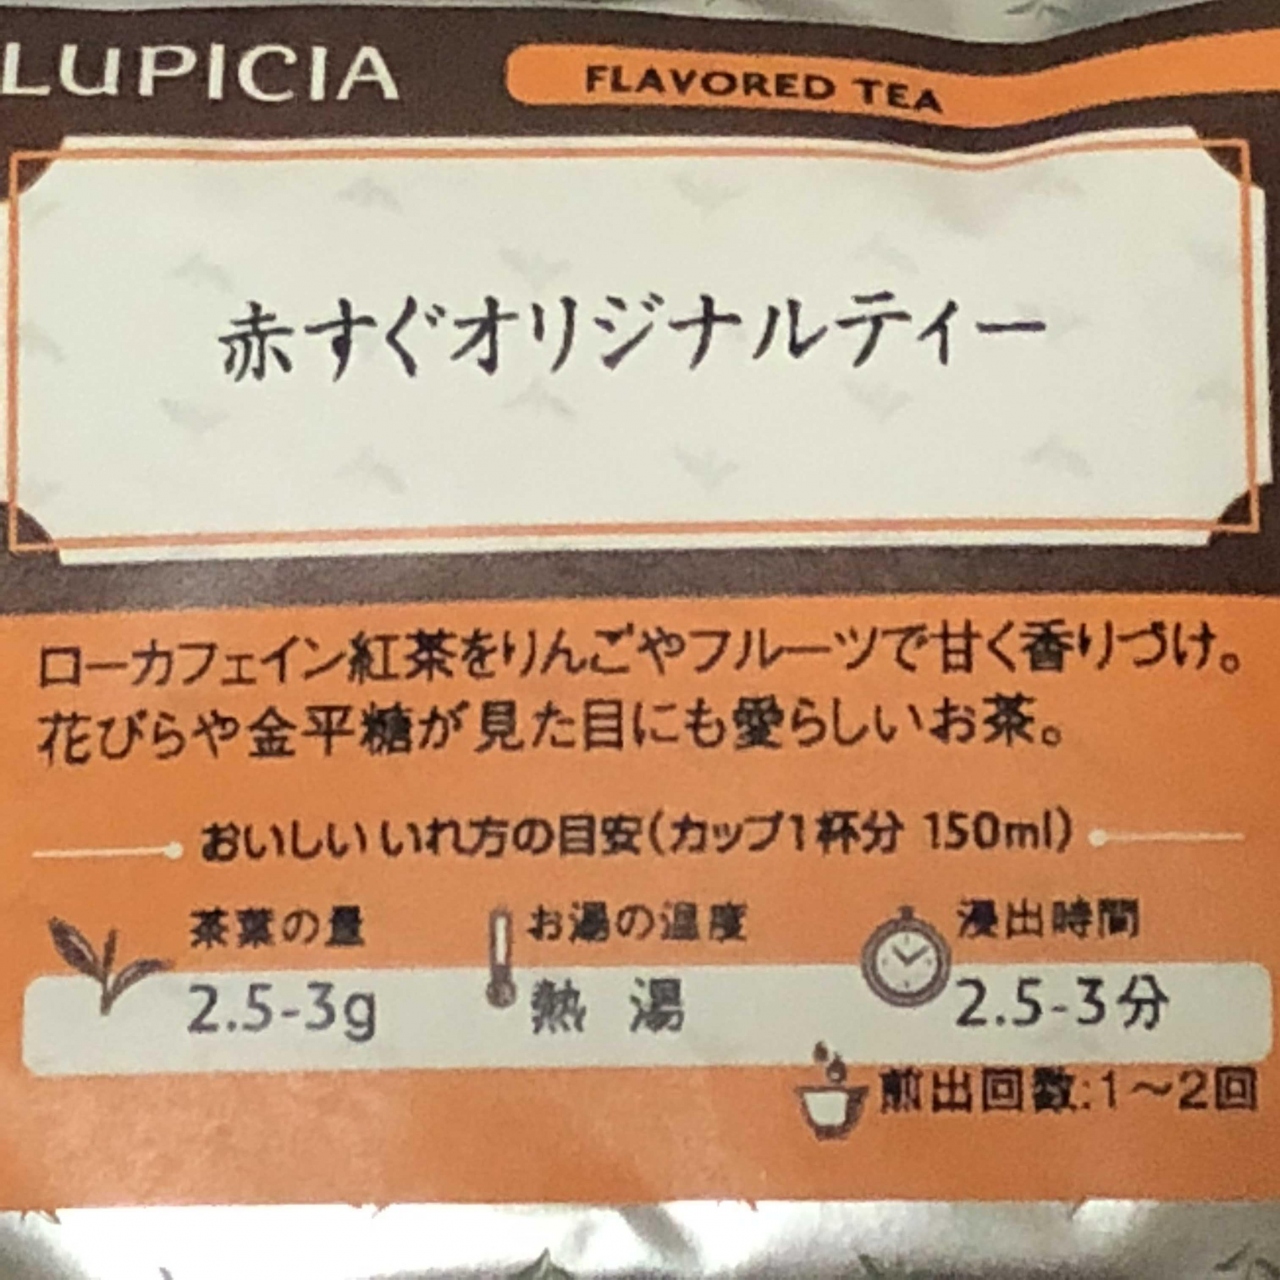 LUPICIA
FLAVORED TEA
赤すぐオリジナルティー
ローカフェイン紅茶をりんごやフルーツで甘く香りづけ。
花びらや金平糖が見た目にも愛らしいお茶。
おいしいいれ方の目安(カップ1杯分 150ml)
茶葉の量 お湯の温度 浸出時間
2.5-3g 熱 湯 2.5-3分
煎出回数:1〜2回